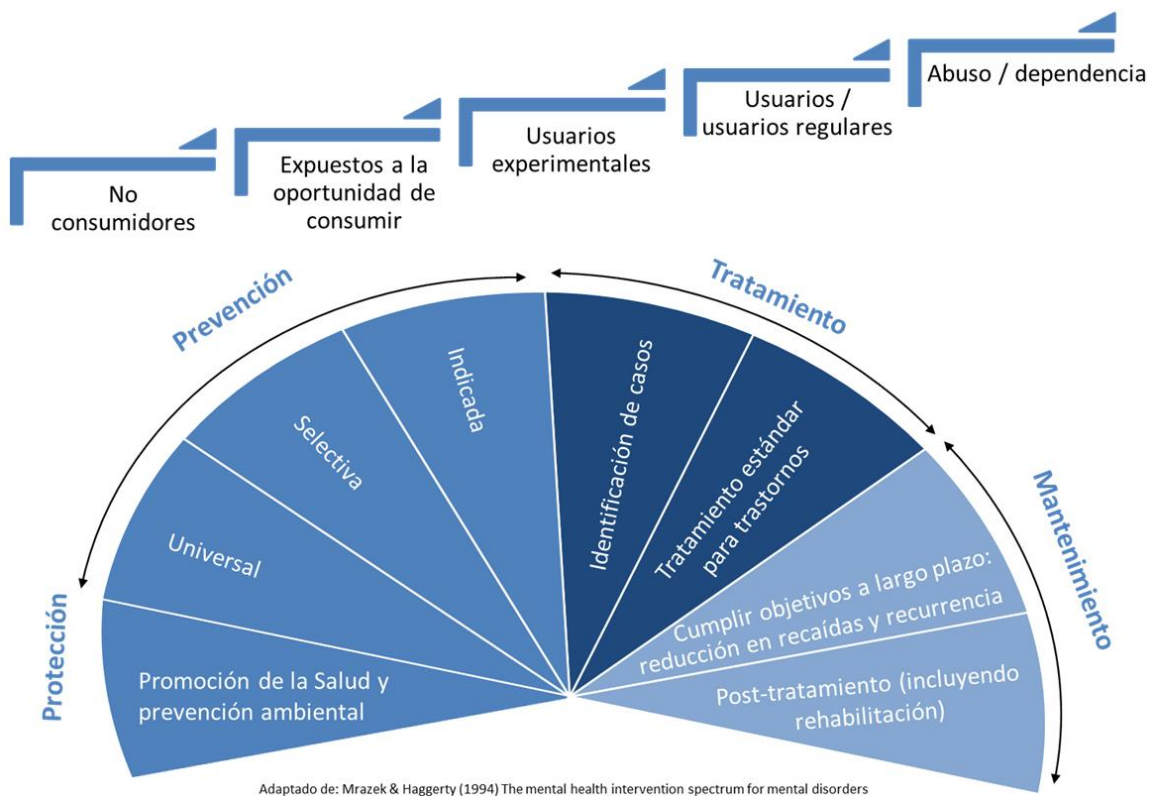 No
consumidores
Expuestos a la
oportunidad de
consumir
Usuarios
experimentales
Usuarios /
usuarios regulares
Abuso / dependencia
Protección
Prevención
Tratamiento
Mantenimiento
Promoción de la Salud y
prevención ambiental
Universal
Selectiva
Indicada
Identificación de casos
Tratamiento estándar
para trastornos
Cumplir objetivos a largo plazo:
reducción en recaídas y recurrencia
Post-tratamiento (incluyendo
rehabilitación)
Adaptado de: Mrazek & Haggerty (1994) The mental health intervention spectrum for mental disorders